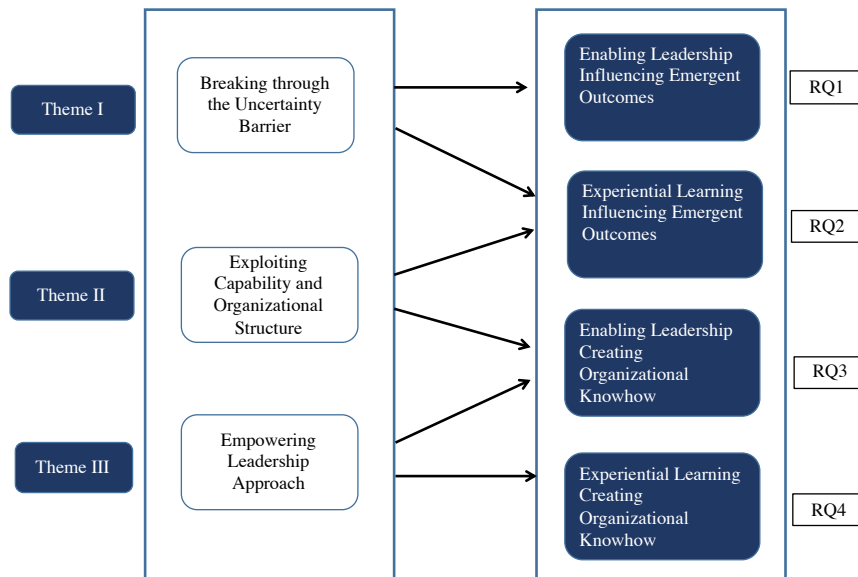 Theme I
Breaking through
the Uncertainty
Barrier
Enabling Leadership
Influencing Emergent
Outcomes
RQ1
Experiential Learning
Influencing Emergent
Outcomes
RQ2
Theme II
Exploiting
Capability and
Organizational
Structure
Enabling Leadership
Creating
Organizational
Knowhow
RQ3
Theme III
Empowering
Leadership
Approach
Experiential Learning
Creating
Organizational
Knowhow
RQ4